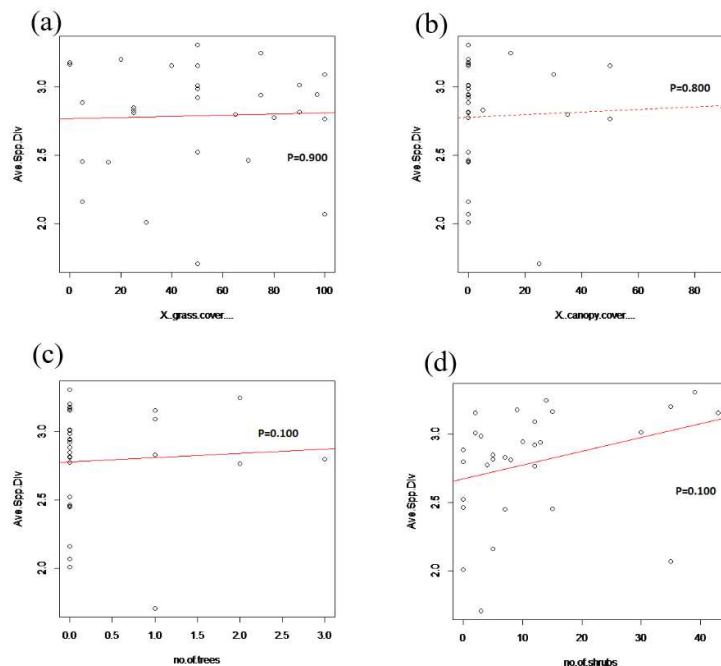 (a)
(b)
Ave.Spp.Div
3.0
2.5
2.0
P=0.900
0 20 40 60 80 100
X..grass.cover....
Ave.Spp.Div
3.0
2.5
2.0
P=0.800
0 20 40 60 80
X..canopy.cover....
(c)
(d)
Ave.Spp.Div
3.0
2.5
2.0
P=0.100
0.0 0.5 1.0 1.5 2.0 2.5 3.0
no.of.trees
Ave.Spp.Div
3.0
2.5
2.0
P=0.100
0 10 20 30 40
no.of.shrubs